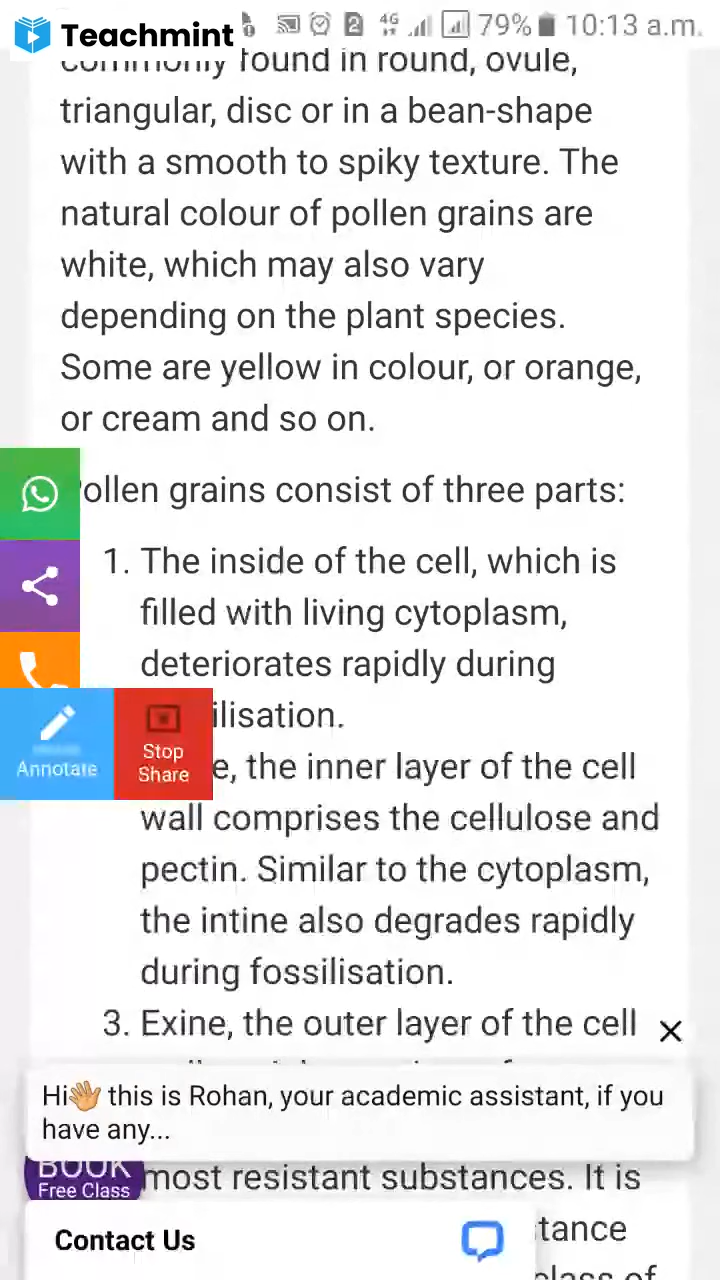 Teachmint
4G 79% 10:13 a.m.
commonly found in round, ovule,
triangular, disc or in a bean-shape
with a smooth to spiky texture. The
natural colour of pollen grains are
white, which may also vary
depending on the plant species.
Some are yellow in colour, or orange,
or cream and so on.
Pollen grains consist of three parts:
1. The inside of the cell, which is
filled with living cytoplasm,
deteriorates rapidly during
ilisation.
e, the inner layer of the cell
Annotate
Stop
Share
wall comprises the cellulose and
pectin. Similar to the cytoplasm,
the intine also degrades rapidly
during fossilisation.
3. Exine, the outer layer of the cell
Hi👋 this is Rohan, your academic assistant, if you
have any...
BOOK
Free Class
most resistant substances. It is
Contact Us
tance
class of